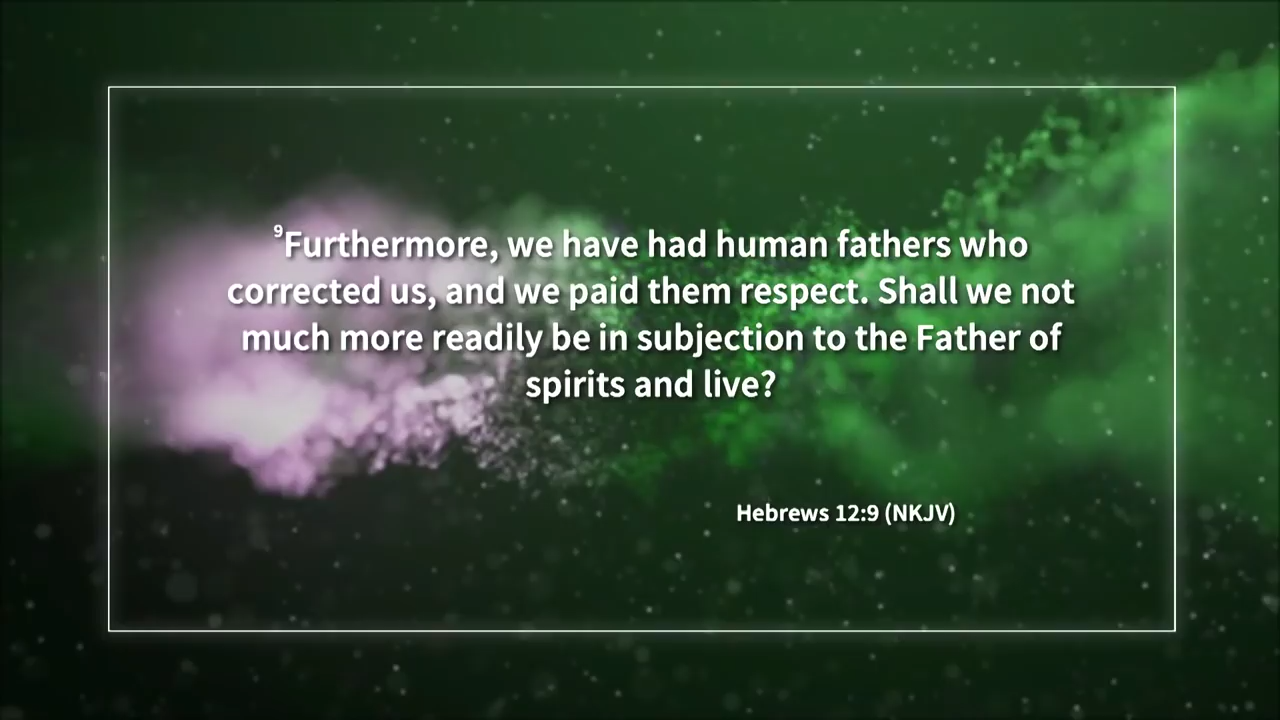 ⁹Furthermore, we have had human fathers who
corrected us, and we paid them respect. Shall we not
much more readily be in subjection to the Father of
spirits and live?
Hebrews 12:9 (NKJV)